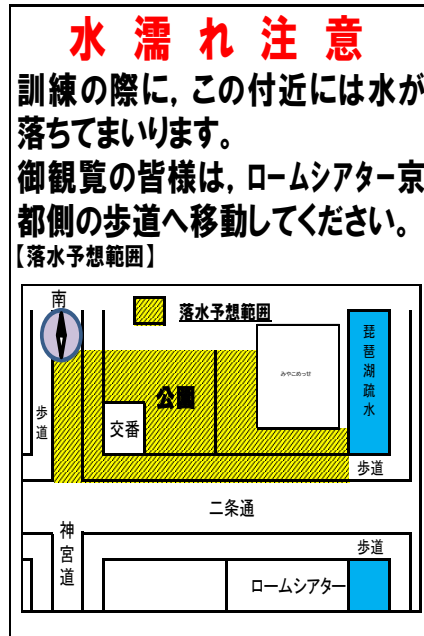 水濡れ注意
訓練の際に，この付近には水が
落ちてまいります。
御観覧の皆様は，ロームシアター京
都側の歩道へ移動してください。
【落水予想範囲】
南
落水予想範囲
みやこめっせ
琵琶湖疏水
公園
歩道
交番
歩道
二条通
神宮道
歩道
ロームシアター